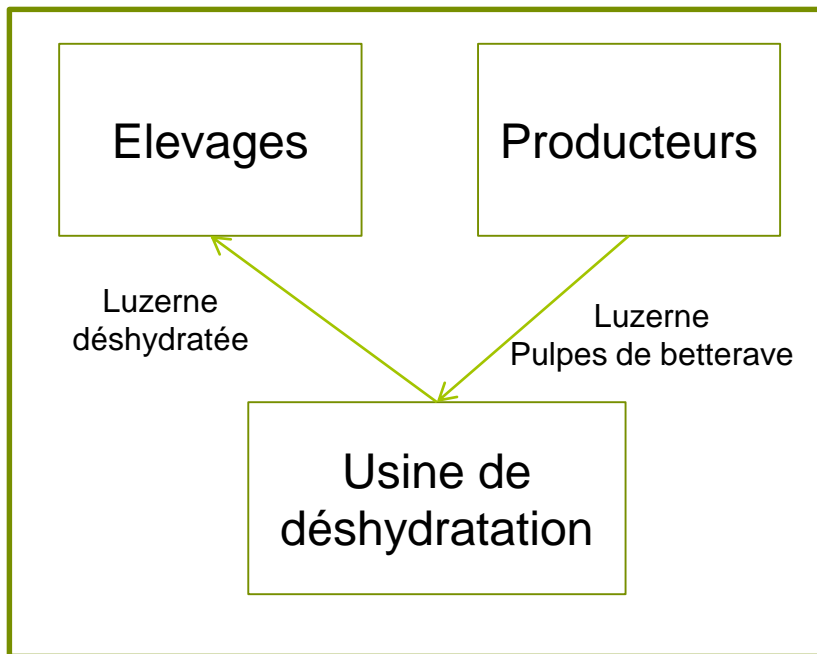 Elevages
Producteurs
Luzerne
déshydratée
Luzerne
Pulpes de betterave
Usine de
déshydratation